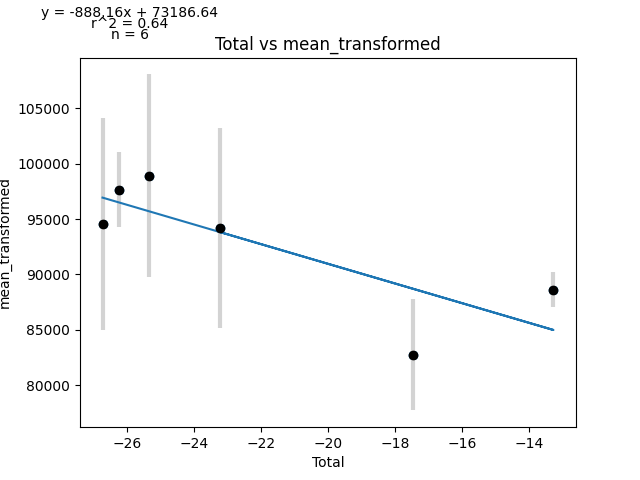 y = -888.16x + 73186.64
r^2 = 0.64
n = 6
Total vs mean_transformed
105000
100000
95000
90000
85000
80000
mean_transformed
−26
−24
−22
−20
−18
−16
−14
Total